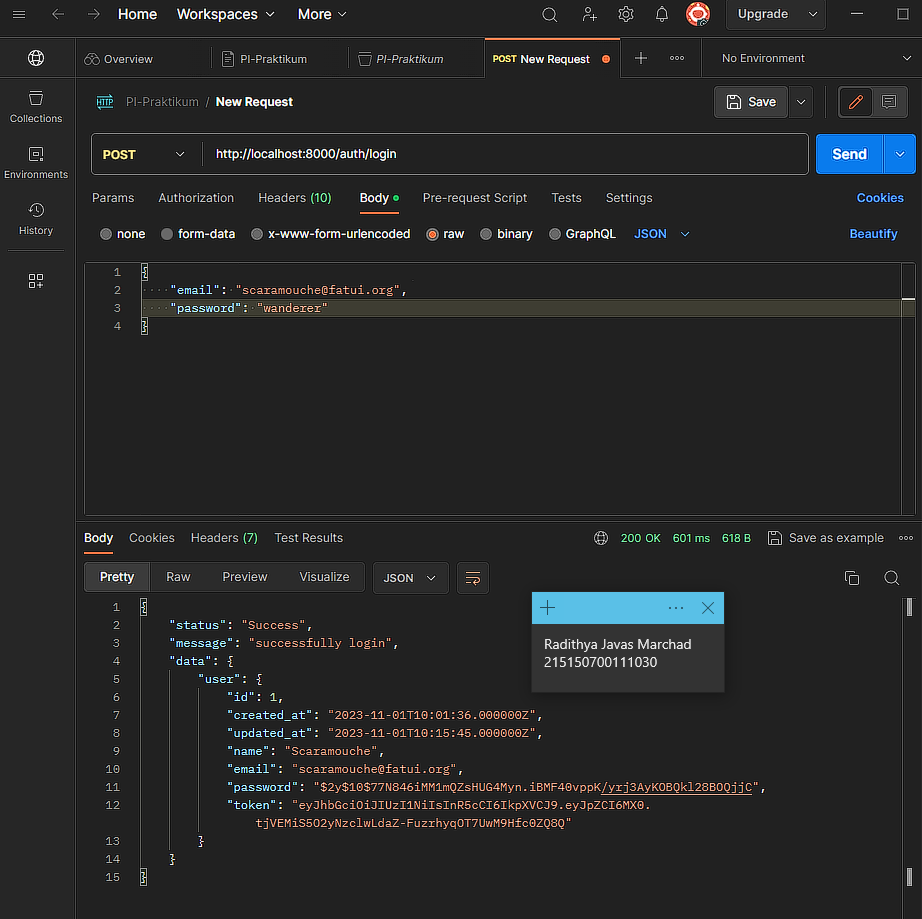 Home Workspaces More Upgrade
Overview PI-Praktikum PI-Praktikum POST New Request No Environment
HTTP PI-Praktikum / New Request Save
Collections
Environments
History
POST http://localhost:8000/auth/login Send
Params Authorization Headers (10) Body Pre-request Script Tests Settings Cookies
none form-data x-www-form-urlencoded raw binary GraphQL JSON Beautify
1 {
2 "email": "scaramouche@fatui.org",
3 "password": "wanderer"
4 }
Body Cookies Headers (7) Test Results 200 OK 601 ms 618 B Save as example
Pretty Raw Preview Visualize JSON
1 {
2 "status": "Success",
3 "message": "successfully login",
4 "data": {
5 "user": {
6 "id": 1,
7 "created_at": "2023-11-01T10:01:36.000000Z",
8 "updated_at": "2023-11-01T10:15:45.000000Z",
9 "name": "Scaramouche",
10 "email": "scaramouche@fatui.org",
11 "password": "$2y$10$77N846iMM1mQZsHUG4Myn.iBMF40vppK/yrj3AyKOBQkl28BOQjjC",
12 "token": "eyJhbGciOiJIUzI1NiIsInR5cCI6IkpXVCJ9.eyJpZCI6MX0.
tjVEMiS5O2yNzclwLdaZ-FuzrhyqOT7UwM9Hfc0ZQ8Q"
13 }
14 }
15 }
Radithya Javas Marchad
215150700111030